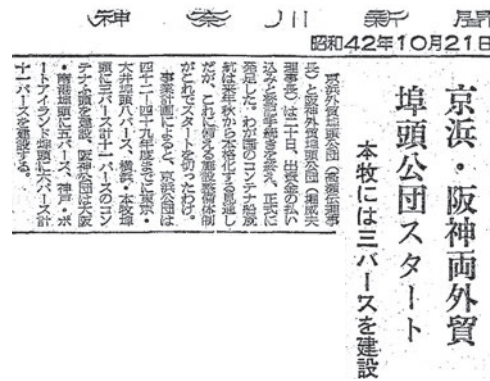 神奈川新聞
昭和42年10月21日
京浜・阪神両外貿
埠頭公団スタート
本牧には三バースを建設
京浜外貿埠頭公団(理事
長)と阪神外貿埠頭公団(
理事長)は二十日、出資金の払い
込みと登記手続きを終え、正式に
発足した。わが国のコンテナ船就
航は来年秋から本格化する見通し
だが、これに備える施設整備体制
がこれでスタートを切ったわけ。
事業計画によると、京浜公団は
四十二―四十九年度までに東京・
大井埠頭八バース、横浜・本牧埠
頭に三バース計十一バースのコン
テナふ頭を建設、阪神公団は大阪
・南港埠頭に五バース、神戸・ポ
ートアイランド埠頭に六バース計
十一バースを建設する。